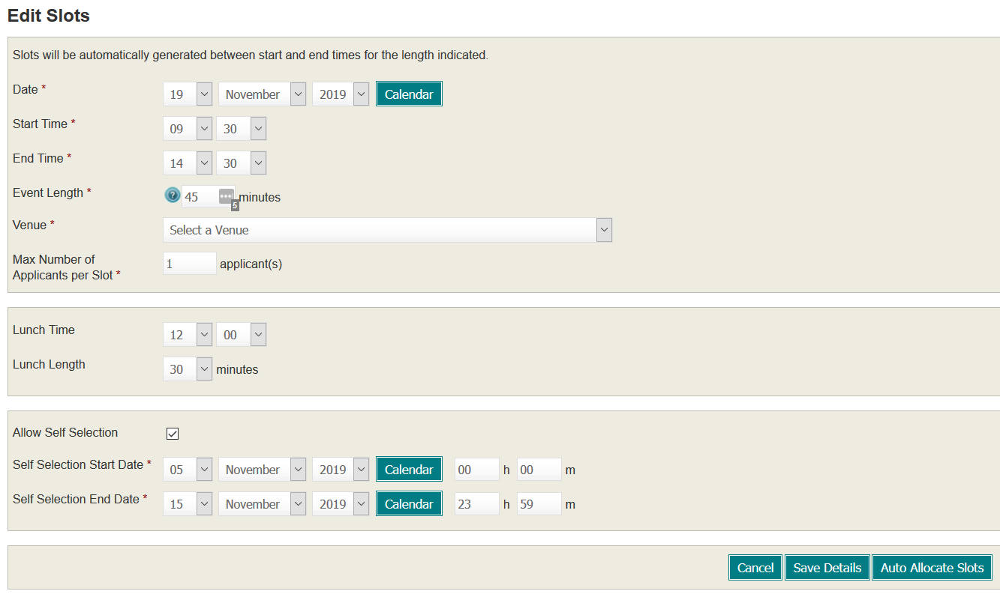 Edit Slots
Slots will be automatically generated between start and end times for the length indicated.
Date * 19 November 2019 Calendar
Start Time * 09 30
End Time * 14 30
Event Length * ? 45 5 minutes
Venue * Select a Venue
Max Number of
Applicants per Slot * 1 applicant(s)
Lunch Time 12 00
Lunch Length 30 minutes
Allow Self Selection
Self Selection Start Date * 05 November 2019 Calendar 00 h 00 m
Self Selection End Date * 15 November 2019 Calendar 23 h 59 m
Cancel Save Details Auto Allocate Slots